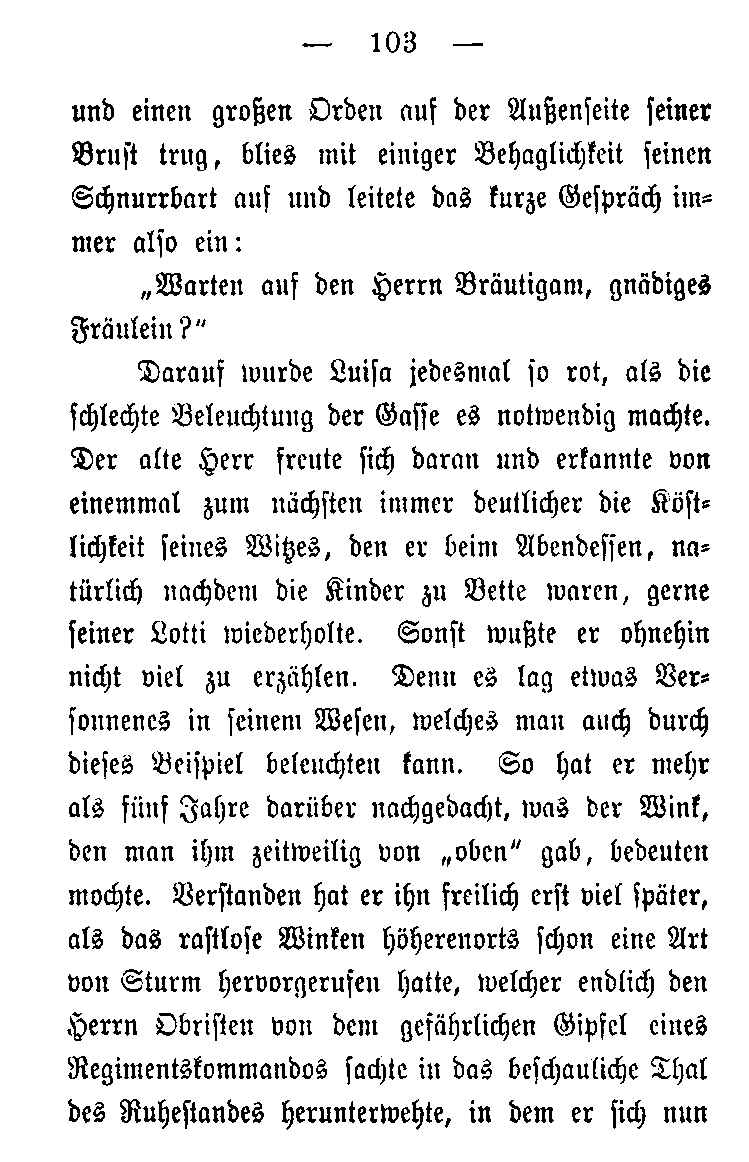 — 103 —
und einen großen Orden auf der Außenseite seiner
Brust trug, blies mit einiger Behaglichkeit seinen
Schnurrbart auf und leitete das kurze Gespräch im=
mer also ein:
„Warten auf den Herrn Bräutigam, gnädiges
Fräulein?“
Darauf wurde Luisa jedesmal so rot, als die
schlechte Beleuchtung der Gasse es notwendig machte.
Der alte Herr freute sich daran und erkannte von
einemmal zum nächsten immer deutlicher die Köst=
lichkeit seines Witzes, den er beim Abendessen, na=
türlich nachdem die Kinder zu Bette waren, gerne
seiner Lotti wiederholte. Sonst wußte er ohnehin
nicht viel zu erzählen. Denn es lag etwas Ver=
sonnenes in seinem Wesen, welches man auch durch
dieses Beispiel beleuchten kann. So hat er mehr
als fünf Jahre darüber nachgedacht, was der Wink,
den man ihm zeitweilig von „oben“ gab, bedeuten
mochte. Verstanden hat er ihn freilich erst viel später,
als das rastlose Winken höherenorts schon eine Art
von Sturm hervorgerufen hatte, welcher endlich den
Herrn Obristen von dem gefährlichen Gipfel eines
Regimentskommandos sachte in das beschauliche Thal
des Ruhestandes herunterwehte, in dem er sich nun